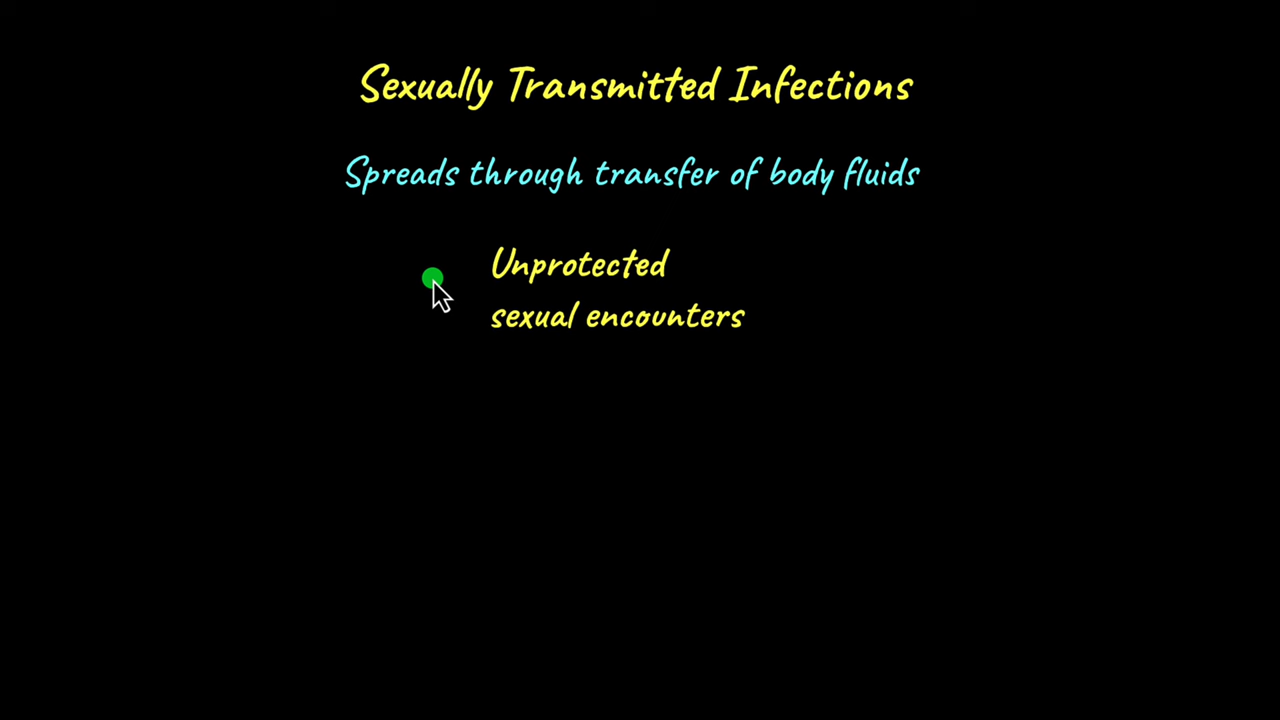 Sexually Transmitted Infections
Spreads through transfer of body fluids
Unprotected
sexual encounters